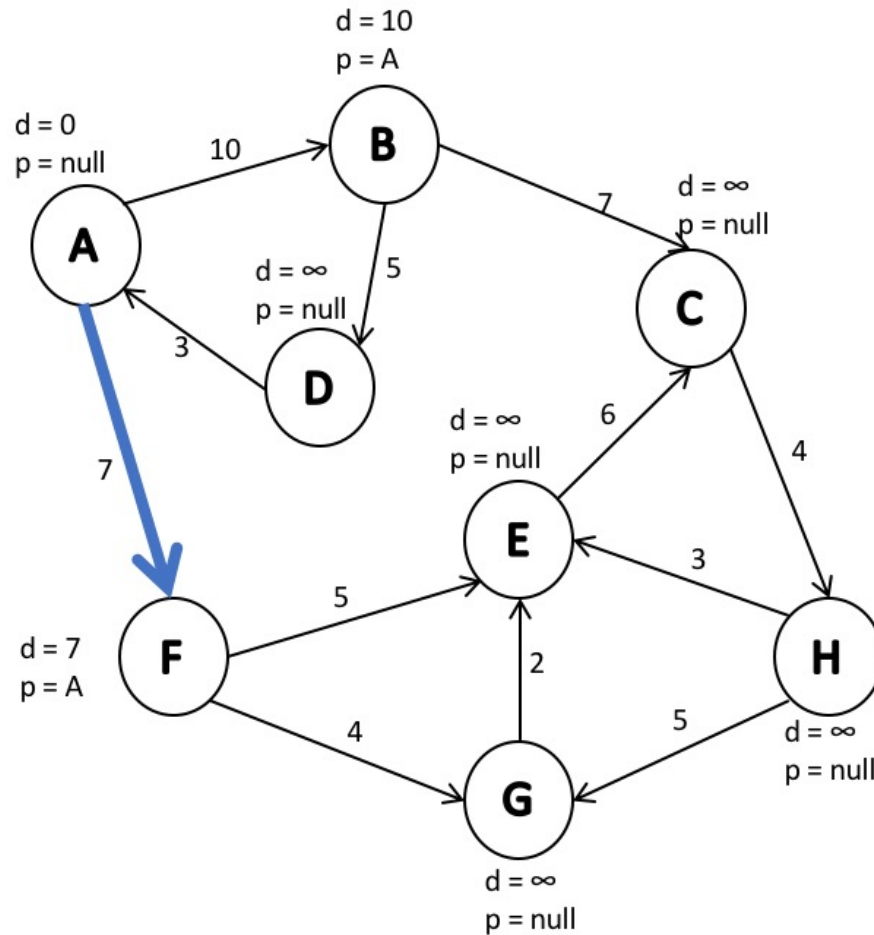 d = 10
p = A
B
d = 0
p = null
A
10
7
d = ∞
p = null
C
5
d = ∞
p = null
D
3
7
6
4
d = ∞
p = null
E
3
5
F
d = 7
p = A
2
H
d = ∞
p = null
4
5
G
d = ∞
p = null